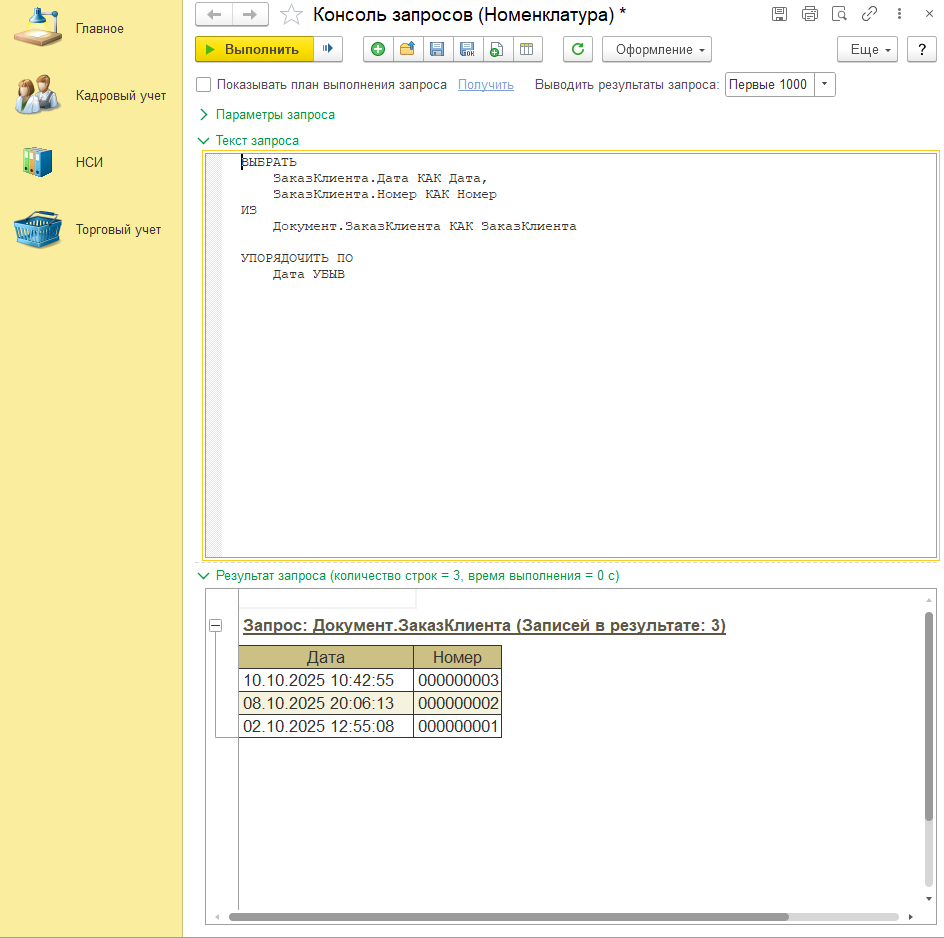 Главное
Кадровый учет
НСИ
Торговый учет
Консоль запросов (Номенклатура) *
Выполнить
Оформление
Еще
?
Показывать план выполнения запроса Получить Выводить результаты запроса: Первые 1000
Параметры запроса
Текст запроса
ВЫБРАТЬ
ЗаказКлиента.Дата КАК Дата,
ЗаказКлиента.Номер КАК Номер
ИЗ
Документ.ЗаказКлиента КАК ЗаказКлиента
УПОРЯДОЧИТЬ ПО
Дата УБЫВ
Результат запроса (количество строк = 3, время выполнения = 0 с)
Запрос: Документ.ЗаказКлиента (Записей в результате: 3)
Дата Номер
10.10.2025 10:42:55 000000003
08.10.2025 20:06:13 000000002
02.10.2025 12:55:08 000000001